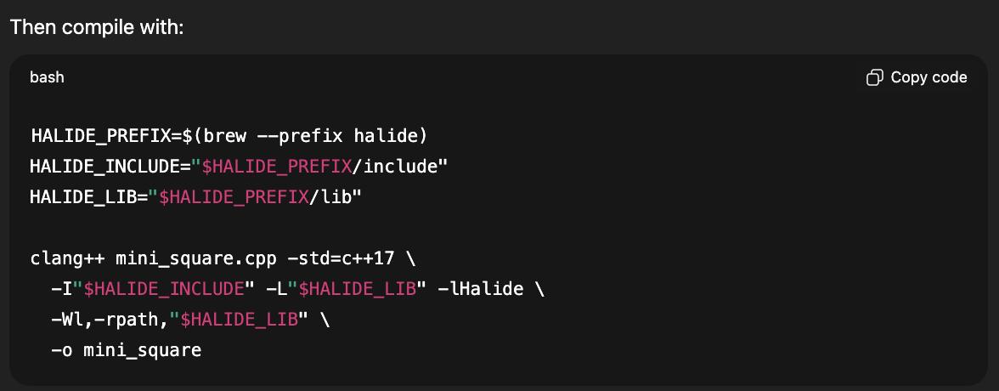 Then compile with:
bash
Copy code
HALIDE_PREFIX=$(brew --prefix halide)
HALIDE_INCLUDE="$HALIDE_PREFIX/include"
HALIDE_LIB="$HALIDE_PREFIX/lib"
clang++ mini_square.cpp -std=c++17 \
-I"$HALIDE_INCLUDE" -L"$HALIDE_LIB" -lHalide \
-Wl,-rpath,"$HALIDE_LIB" \
-o mini_square